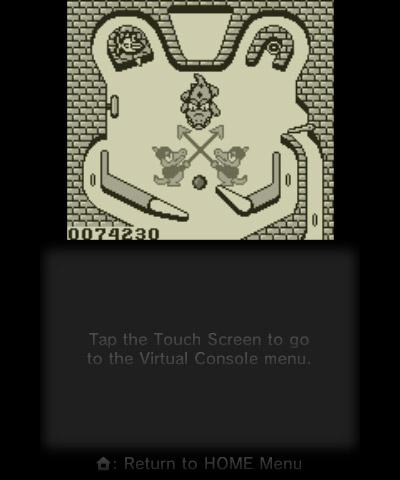 0074230
Tap the Touch Screen to go
to the Virtual Console menu.
: Return to HOME Menu